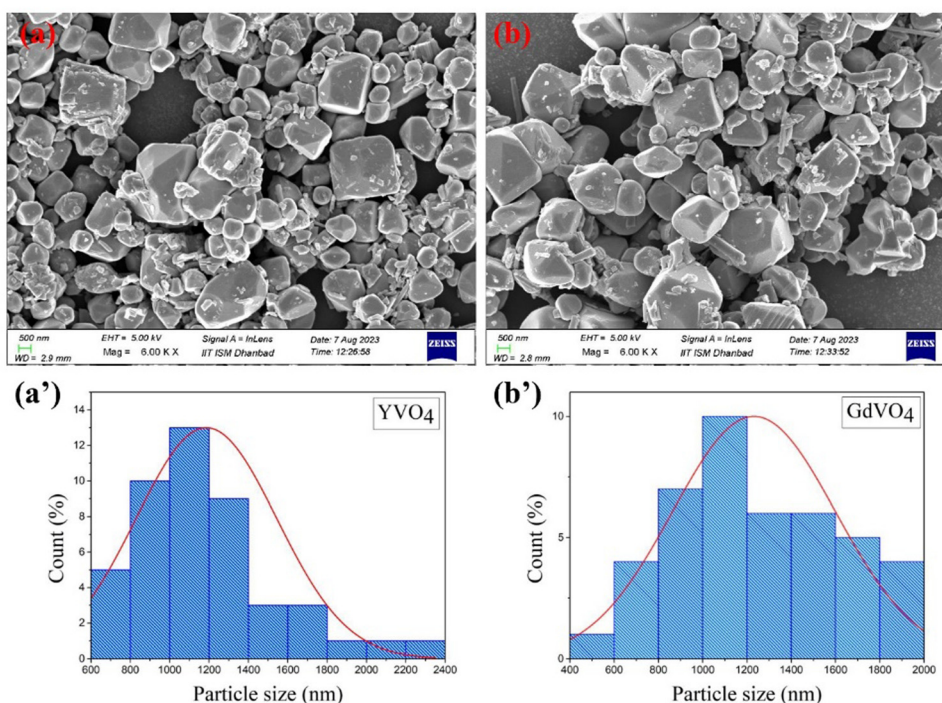 (a)
500 nm
WD = 2.9 mm
EHT = 5.00 kV
Mag = 6.00 K X
Signal A = InLens
IIT ISM Dhanbad
Date: 7 Aug 2023
Time: 12:26:58
ZEISS
(b)
500 nm
WD = 2.8 mm
EHT = 5.00 kV
Mag = 6.00 K X
Signal A = InLens
IIT ISM Dhanbad
Date: 7 Aug 2023
Time: 12:33:52
ZEISS
(a’)
YVO4
14
12
10
8
6
4
2
0
Count (%)
600 800 1000 1200 1400 1600 1800 2000 2200 2400
Particle size (nm)
(b’)
GdVO4
10
5
0
Count (%)
400 600 800 1000 1200 1400 1600 1800 2000
Particle size (nm)